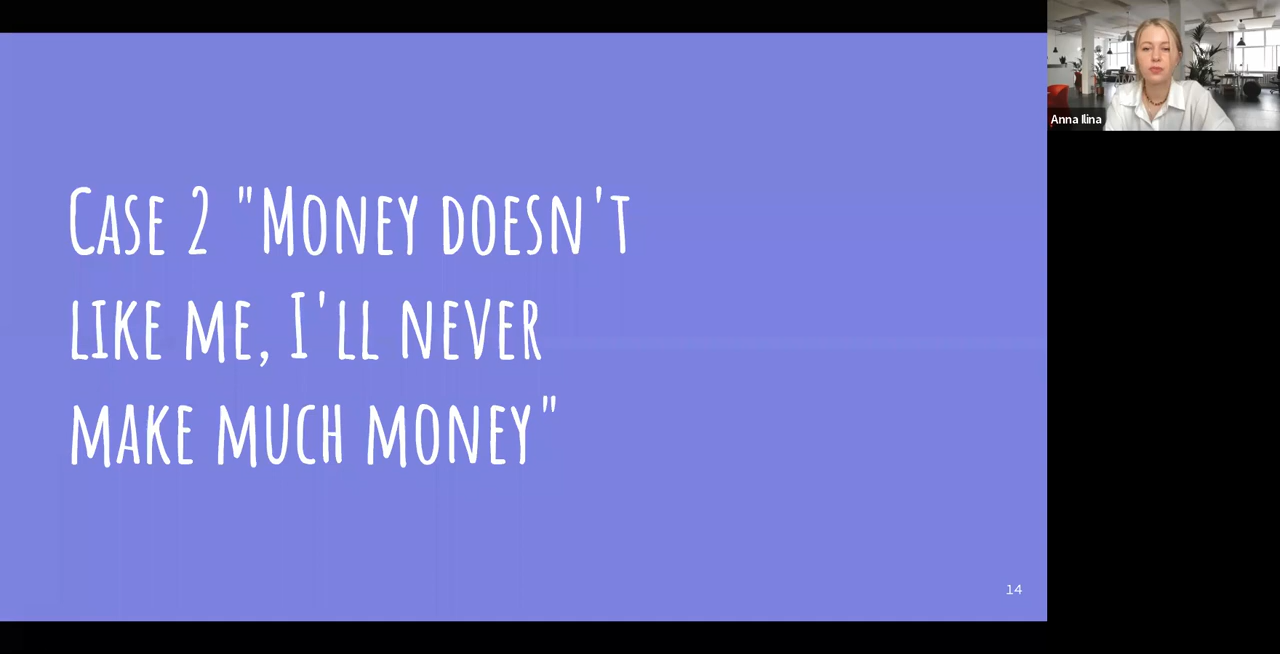 Case 2 "Money doesn't
like me, I'll never
make much money"
14
Anna Ilina